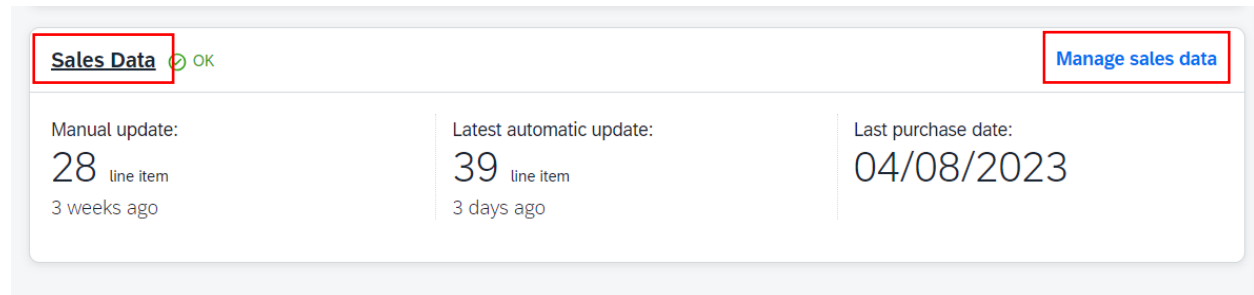 Sales Data OK Manage sales data
Manual update:
28 line item
3 weeks ago
Latest automatic update:
39 line item
3 days ago
Last purchase date:
04/08/2023